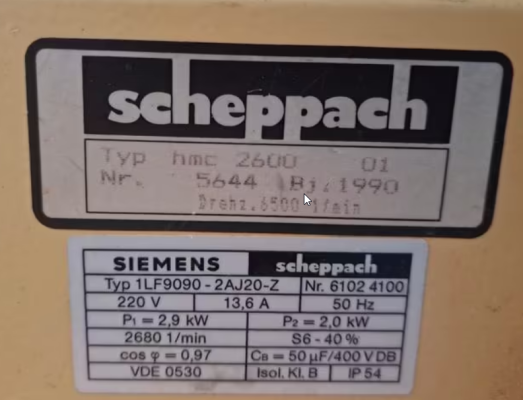 scheppach
Typ hmc 2600 01
Nr. 5644 Bj.1990
Drehz.6500 1/min
SIEMENS scheppach
Typ 1LF9090 - 2AJ20-Z Nr. 6102 4100
220 V 13,6 A 50 Hz
P1 = 2,9 kW P2 = 2,0 kW
2680 1/min S6 - 40 %
cos φ = 0,97 CB = 50 µF/400 V DB
VDE 0530 Isol. Kl. B IP 54